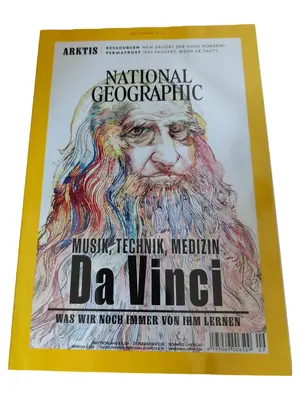 ARKTIS
RESSOURCEN WEM GEHÖRT DER HOHE NORDEN?
PERMAFROST WAS PASSIERT, WENN ER TAUT?
NATIONAL
GEOGRAPHIC
MUSIK, TECHNIK, MEDIZIN
Da Vinci
WAS WIR NOCH IMMER VON IHM LERNEN